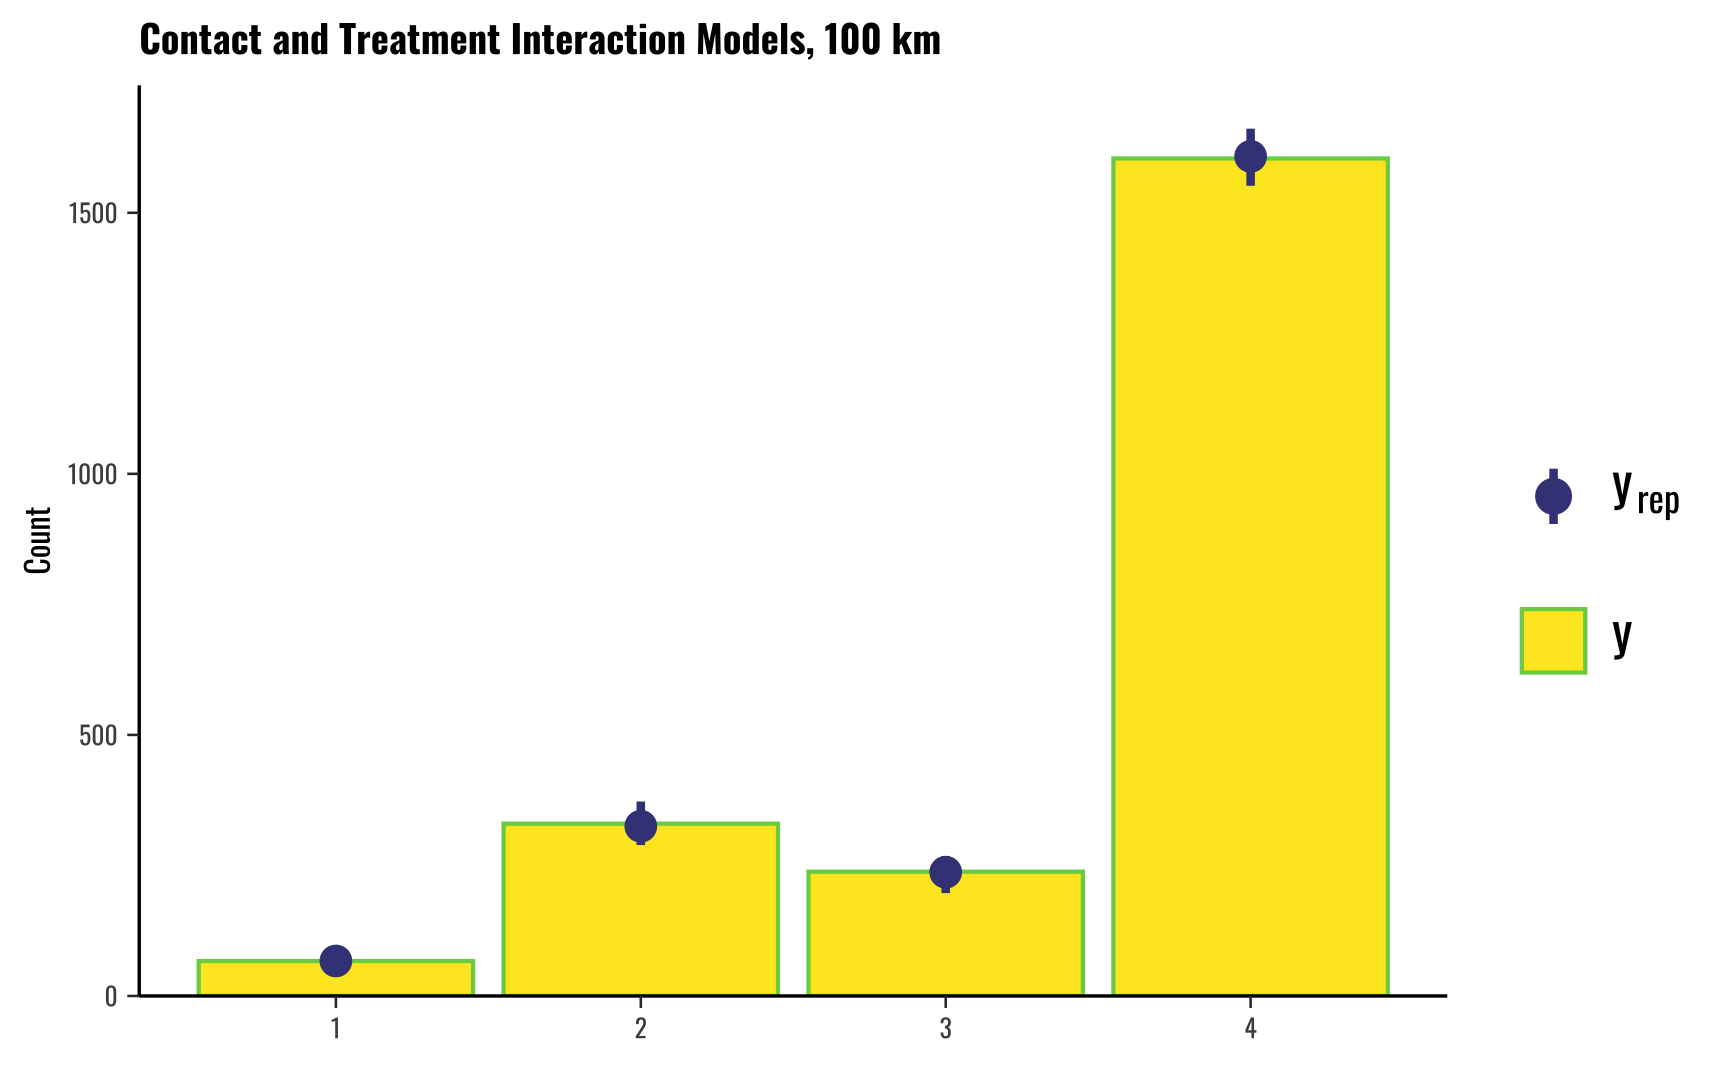 Contact and Treatment Interaction Models, 100 km
1500
1000
500
0
Count
1 2 3 4
y rep
y